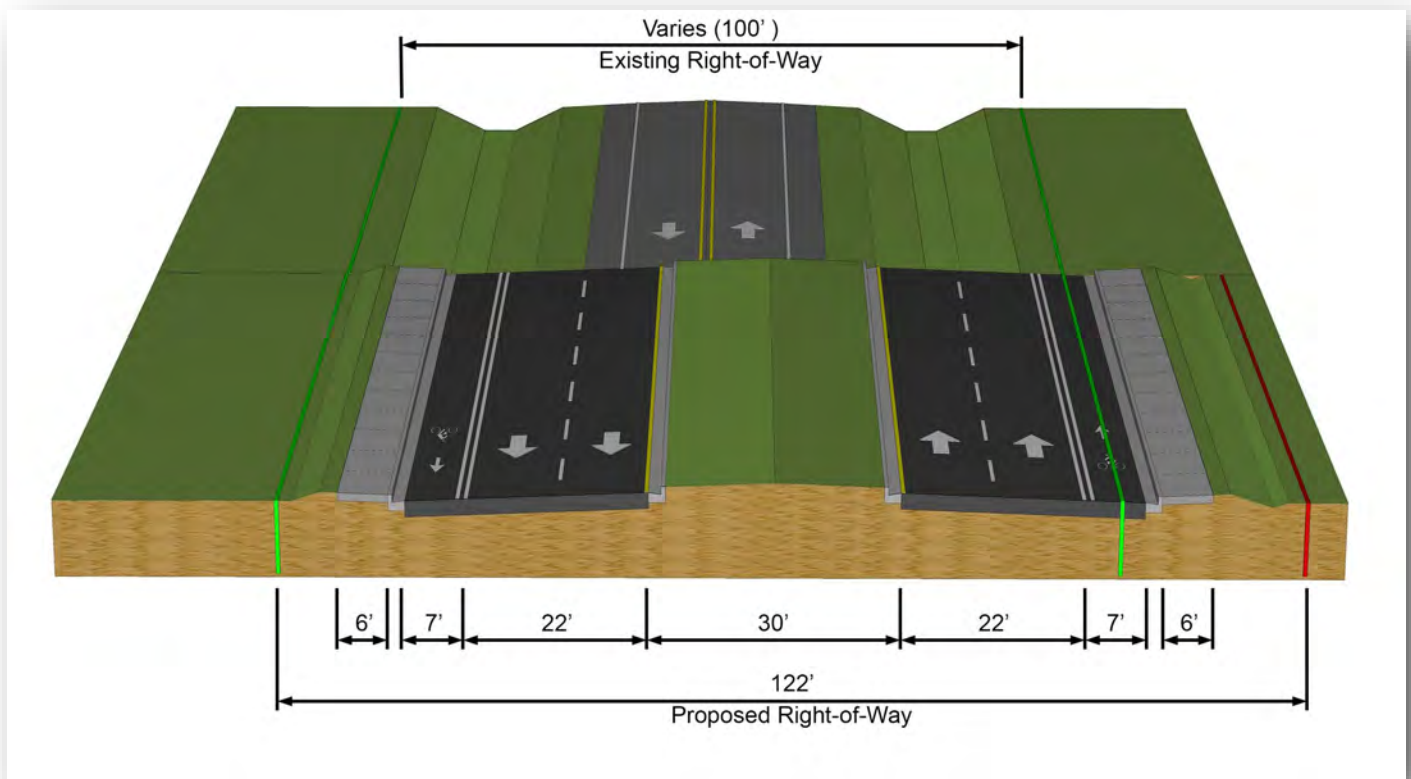 Varies (100’ )
Existing Right-of-Way
6’ 7’ 22’ 30’ 22’ 7’ 6’
122’
Proposed Right-of-Way